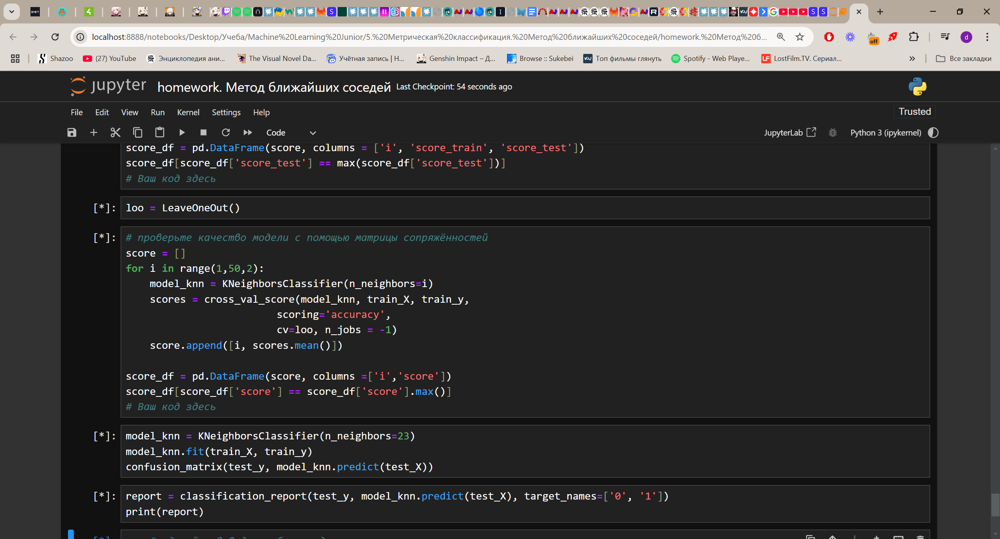 BYBIT
localhost:8888/notebooks/Desktop/Учеба/Machine%20Learning%20Junior/5.%20Метрическая%20классификация.%20Метод%20ближайших%20соседей/homework.%20Метод%20б...
off
d
Shazoo
(27) YouTube
Энциклопедия ани...
The Visual Novel Da...
Учётная запись | H...
Genshin Impact – Д...
Browse :: Sukebei
Топ фильмы глянуть
Spotify - Web Playe...
LostFilm.TV. Сериал...
Все закладки
jupyter homework. Метод ближайших соседей Last Checkpoint: 54 seconds ago
File Edit View Run Kernel Settings Help
Trusted
Code
JupyterLab
Python 3 (ipykernel)
score_df = pd.DataFrame(score, columns = ['i', 'score_train', 'score_test'])
score_df[score_df['score_test'] == max(score_df['score_test'])]
# Ваш код здесь
[*]: loo = LeaveOneOut()
[*]: # проверьте качество модели с помощью матрицы сопряжённостей
score = []
for i in range(1,50,2):
    model_knn = KNeighborsClassifier(n_neighbors=i)
    scores = cross_val_score(model_knn, train_X, train_y,
                         scoring='accuracy',
                         cv=loo, n_jobs = -1)
    score.append([i, scores.mean()])
score_df = pd.DataFrame(score, columns =['i','score'])
score_df[score_df['score'] == score_df['score'].max()]
# Ваш код здесь
[*]: model_knn = KNeighborsClassifier(n_neighbors=23)
model_knn.fit(train_X, train_y)
confusion_matrix(test_y, model_knn.predict(test_X))
[*]: report = classification_report(test_y, model_knn.predict(test_X), target_names=['0', '1'])
print(report)